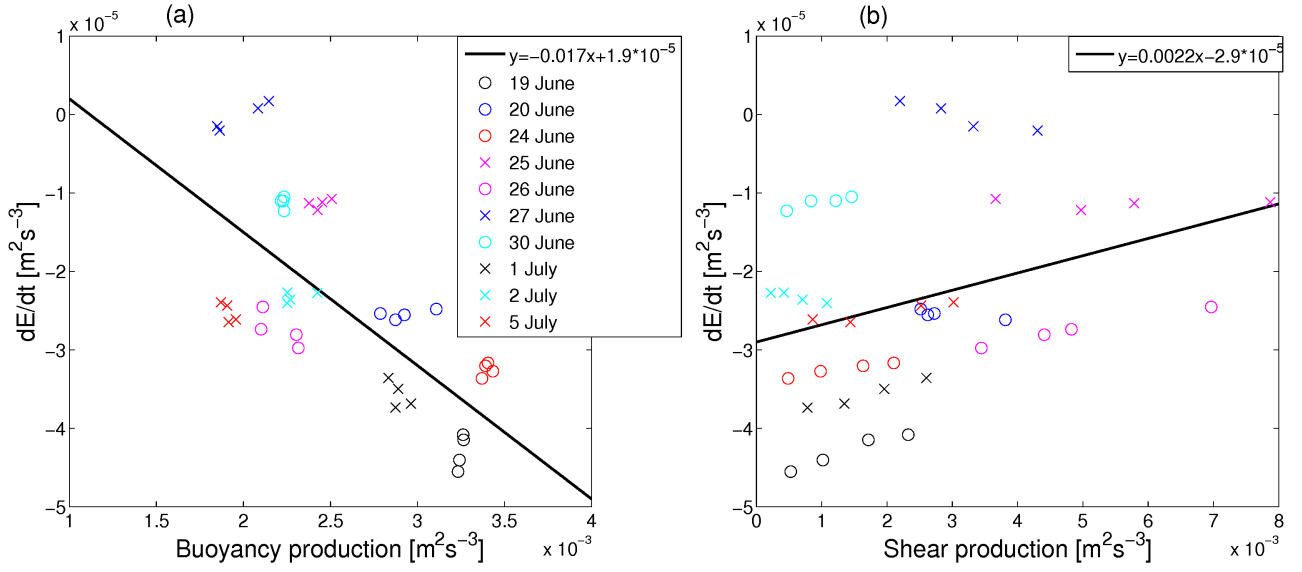 (a)
x 10⁻⁵
1
0
−1
−2
−3
−4
−5
dE/dt [m²s⁻³]
1 1.5 2 2.5 3 3.5 4
x 10⁻³
Buoyancy production [m²s⁻³]
y=−0.017x+1.9*10⁻⁵
19 June
20 June
24 June
25 June
26 June
27 June
30 June
1 July
2 July
5 July
(b)
x 10⁻⁵
1
0
−1
−2
−3
−4
−5
dE/dt [m²s⁻³]
0 1 2 3 4 5 6 7 8
x 10⁻³
Shear production [m²s⁻³]
y=0.0022x−2.9*10⁻⁵